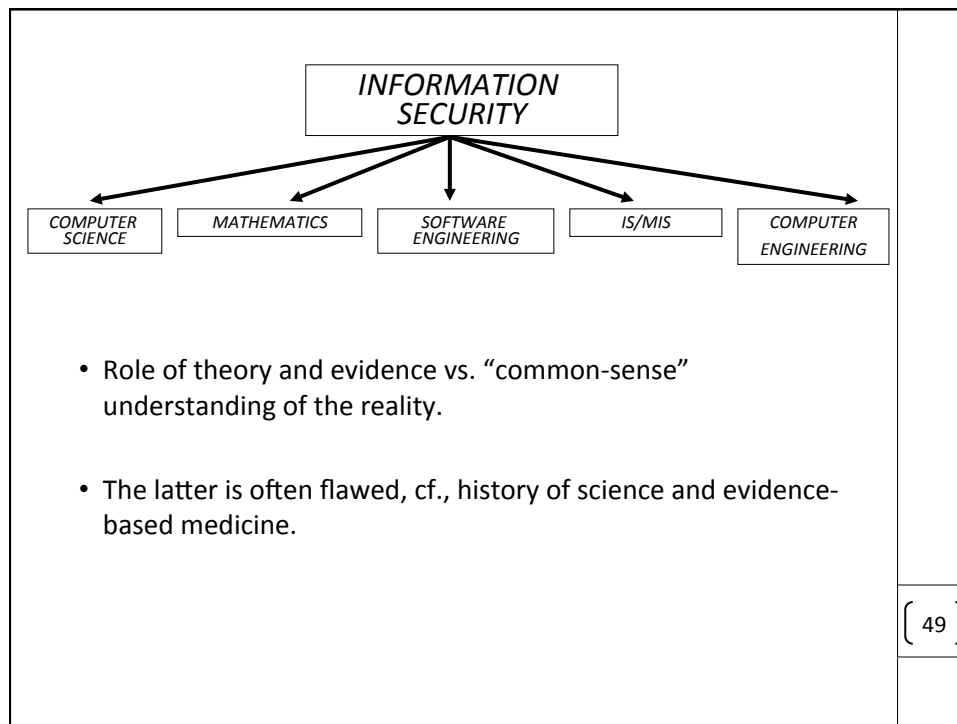 INFORMATION
SECURITY
COMPUTER
SCIENCE
MATHEMATICS
SOFTWARE
ENGINEERING
IS/MIS
COMPUTER
ENGINEERING
• Role of theory and evidence vs. “common-sense”
understanding of the reality.
• The latter is often flawed, cf., history of science and evidence-
based medicine.
49